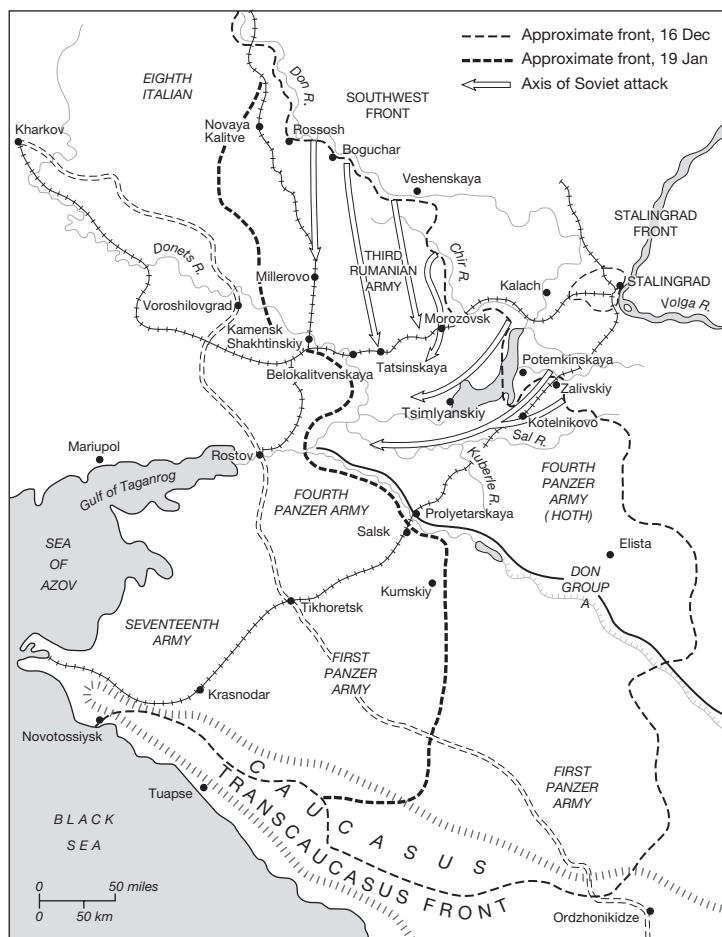 Approximate front, 16 Dec
Approximate front, 19 Jan
Axis of Soviet attack
EIGHTH
ITALIAN
Don R.
SOUTHWEST
FRONT
Kharkov
Novaya
Kalitve
Rossosh
Boguchar
Veshenskaya
STALINGRAD
FRONT
Donets R.
THIRD
RUMANIAN
ARMY
Chir R.
Millerovo
Kalach
STALINGRAD
Volga R.
Voroshilovgrad
Morozovsk
Kamensk
Shakhtinskiy
Belokalitvenskaya
Tatsinskaya
Potemkinskaya
Zalivskiy
Tsimlyanskiy
Kotelnikovo
Sal R.
Mariupol
Rostov
Kuberle R.
Gulf of Taganrog
FOURTH
PANZER ARMY
FOURTH
PANZER
ARMY
(HOTH)
Prolyetarskaya
SEA
OF
AZOV
Salsk
Elista
Kumskiy
DON
GROUP
A
Tikhoretsk
SEVENTEENTH
ARMY
FIRST
PANZER
ARMY
Krasnodar
Novotossiysk
CAUCASUS
TRANSCAUCASUS FRONT
FIRST
PANZER
ARMY
Tuapse
BLACK
SEA
0 50 miles
0 50 km
Ordzhonikidze